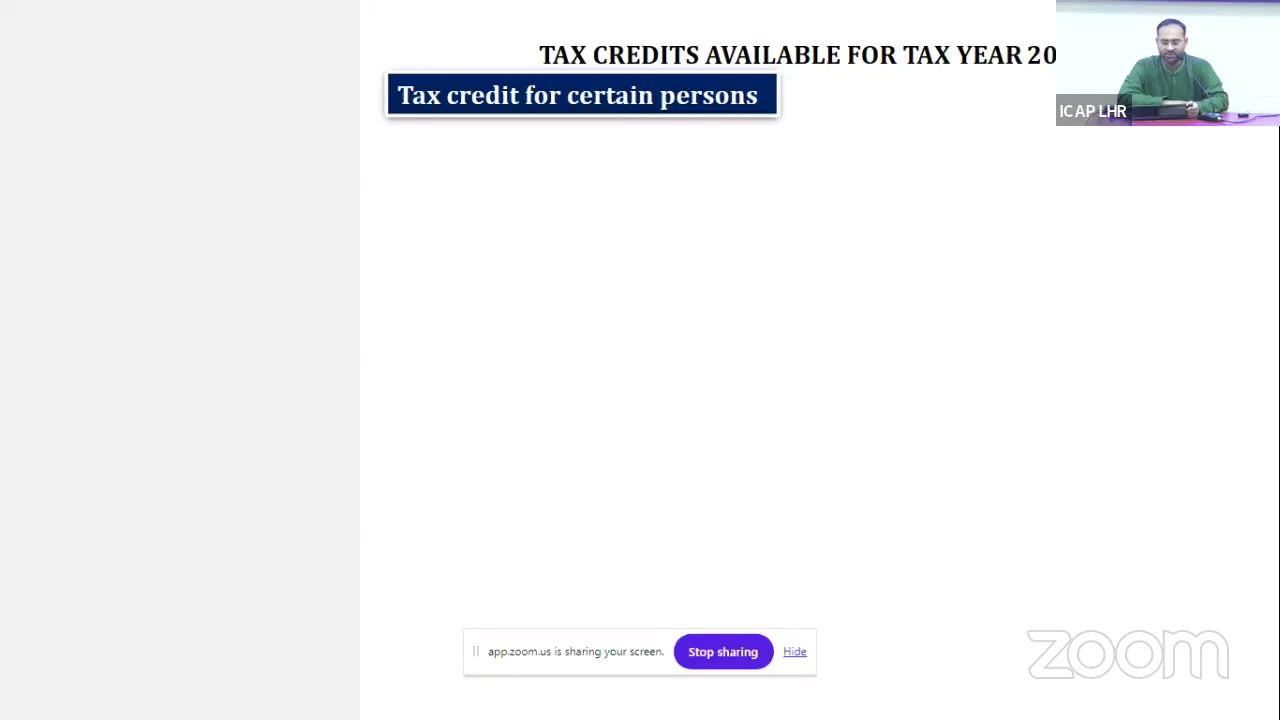 TAX CREDITS AVAILABLE FOR TAX YEAR 20
Tax credit for certain persons
ICAP LHR
app.zoom.us is sharing your screen.
Stop sharing
Hide
zoom